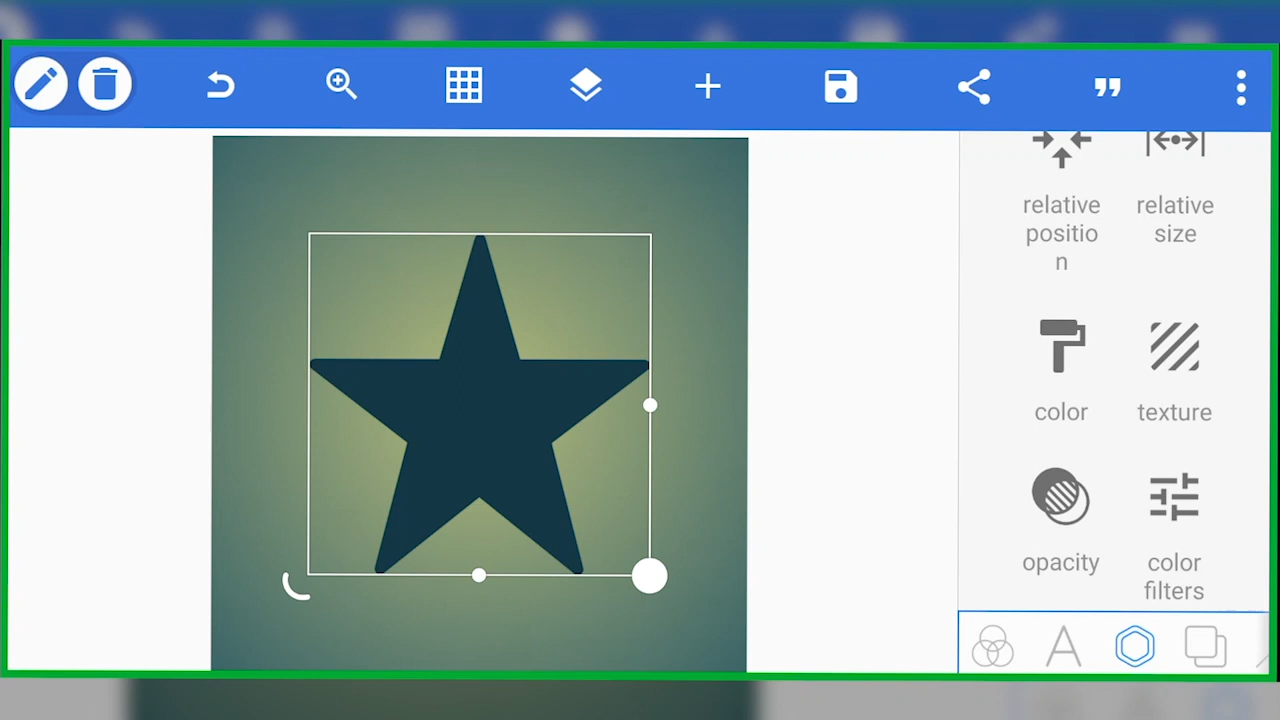 relative
positio
n
relative
size
color
texture
opacity
color
filters